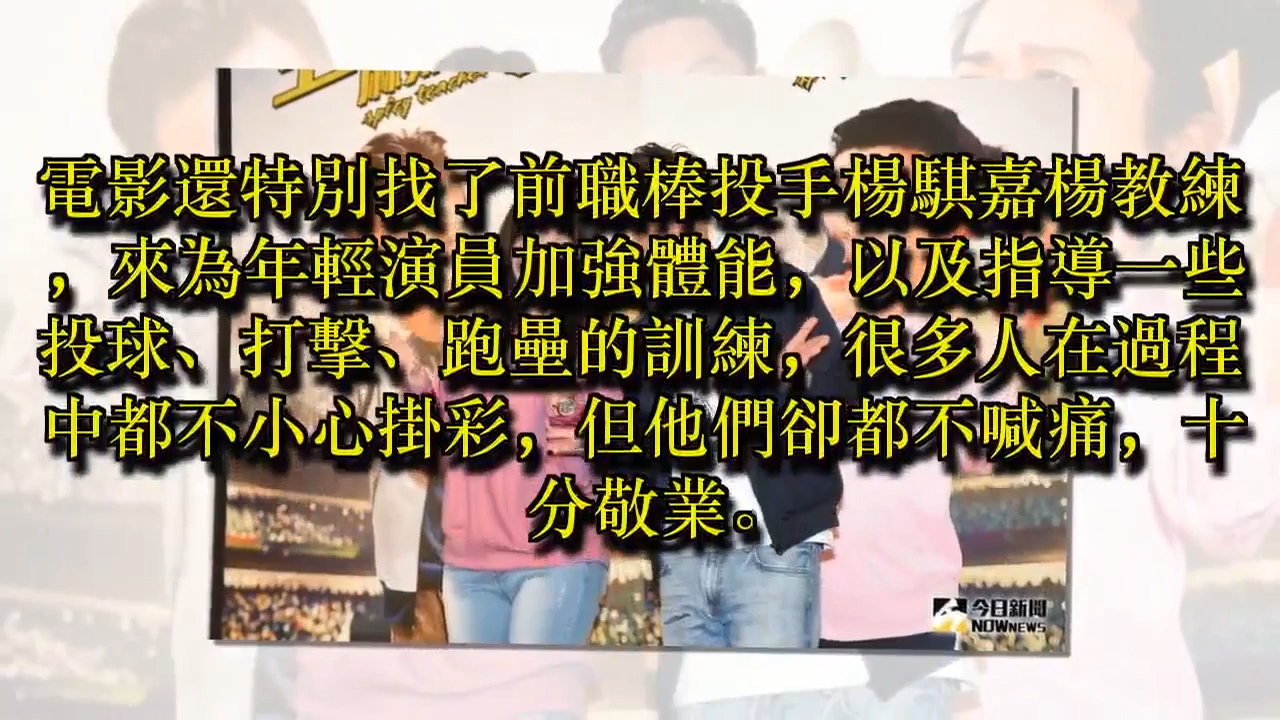 spicy teacher
電影還特別找了前職棒投手楊騏嘉楊教練
，來為年輕演員加強體能，以及指導一些
投球、打擊、跑壘的訓練，很多人在過程
中都不小心掛彩，但他們卻都不喊痛，十
分敬業。
今日新聞
NOWNEWS